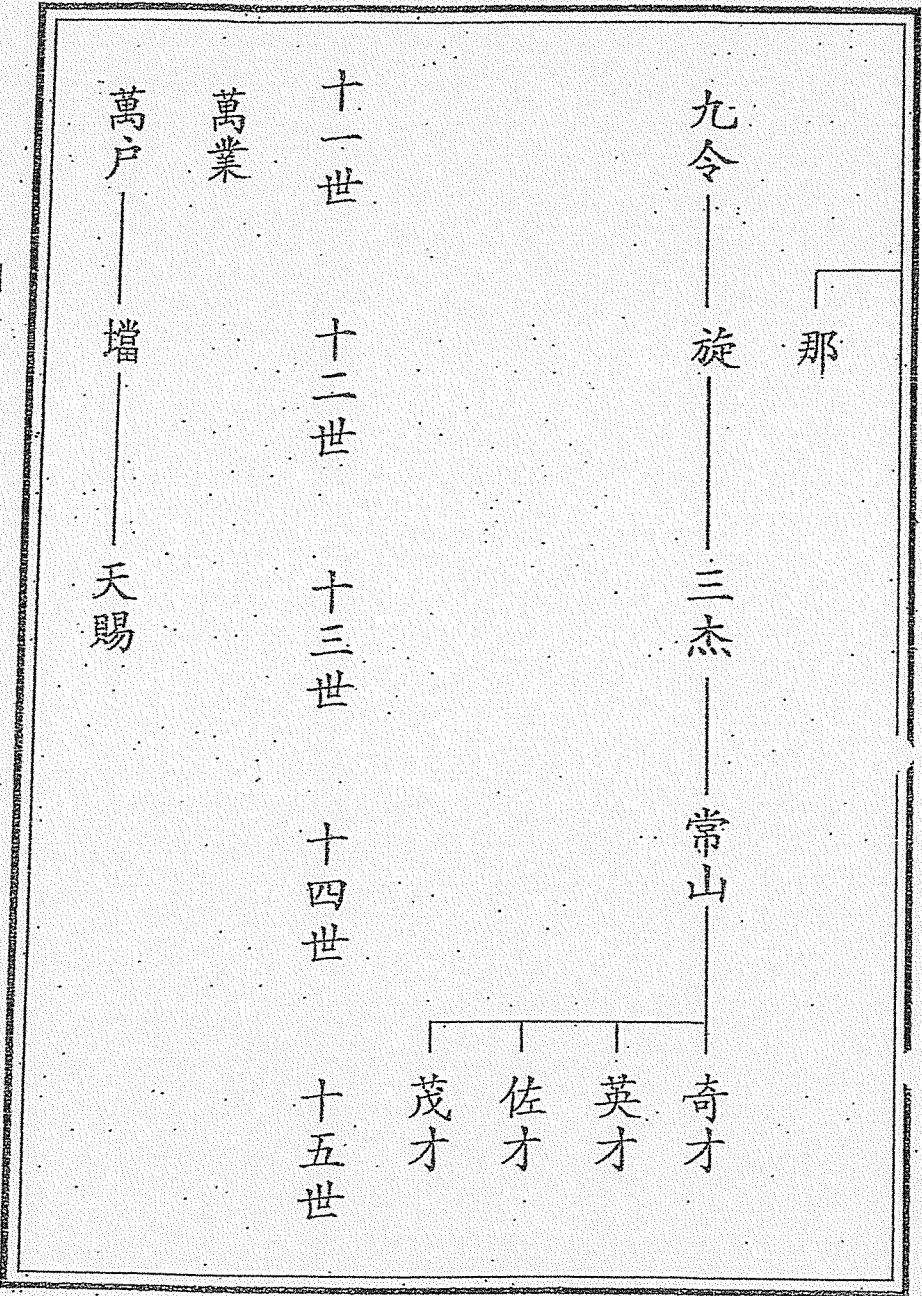 那
九令 旋 三杰 常山 奇才
英才
佐才
茂才
十一世 十二世 十三世 十四世 十五世
萬業
萬户 壋 天賜